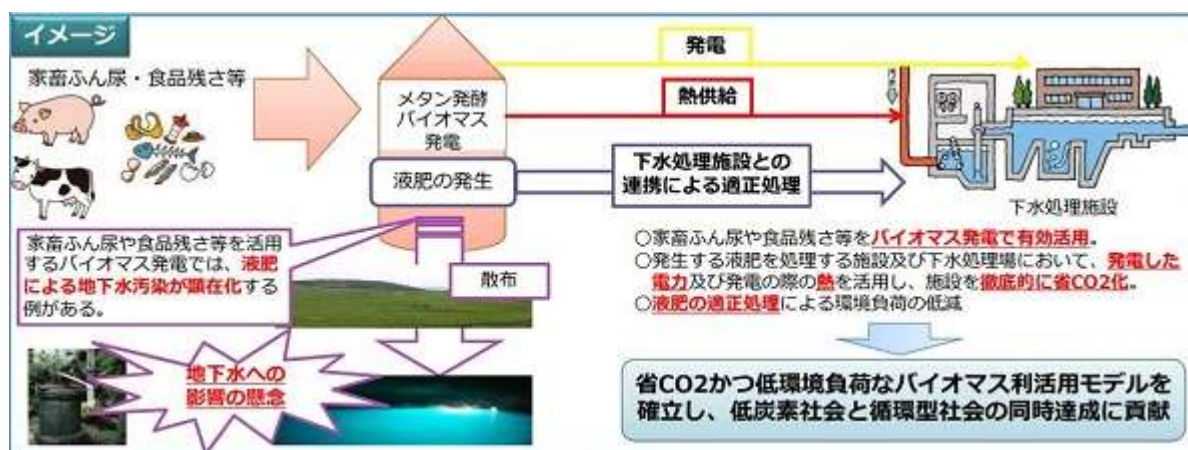 イメージ
家畜ふん尿・食品残さ等
メタン発酵
バイオマス
発電
液肥の発生
発電
熱供給
下水処理施設との
連携による適正処理
下水処理施設
家畜ふん尿や食品残さ等を活用
するバイオマス発電では、液肥
による地下水汚染が顕在化する
例がある。
散布
地下水への
影響の懸念
○家畜ふん尿や食品残さ等をバイオマス発電で有効活用。
○発生する液肥を処理する施設及び下水処理場において、発電した
電力及び発電の際の熱を活用し、施設を徹底的に省CO2化。
○液肥の適正処理による環境負荷の低減
省CO2かつ低環境負荷なバイオマス利活用モデルを
確立し、低炭素社会と循環型社会の同時達成に貢献